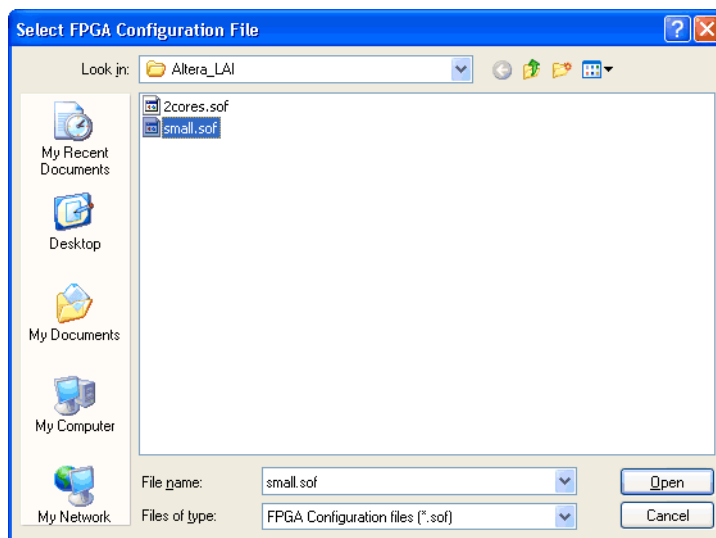 Select FPGA Configuration File
Look in: Altera_LAI
2cores.sof
small.sof
My Recent
Documents
Desktop
My Documents
My Computer
My Network
File name: small.sof Open
Files of type: FPGA Configuration files (*.sof) Cancel